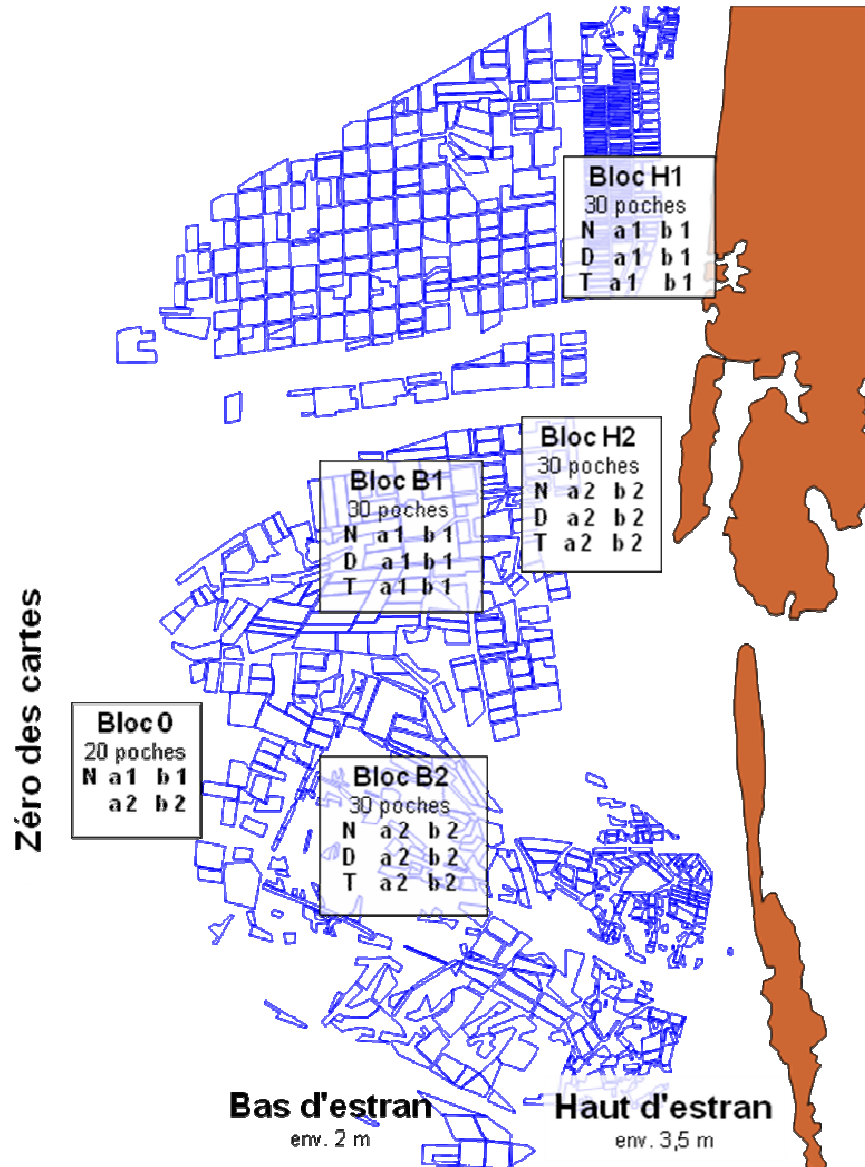 Bloc H1
30 poches
N a1 b1
D a1 b1
T a1 b1
Bloc H2
30 poches
N a2 b2
D a2 b2
T a2 b2
Bloc B1
30 poches
N a1 b1
D a1 b1
T a1 b1
Zéro des cartes
Bloc 0
20 poches
N a1 b1
a2 b2
Bloc B2
30 poches
N a2 b2
D a2 b2
T a2 b2
Bas d'estran
env. 2 m
Haut d'estran
env. 3,5 m